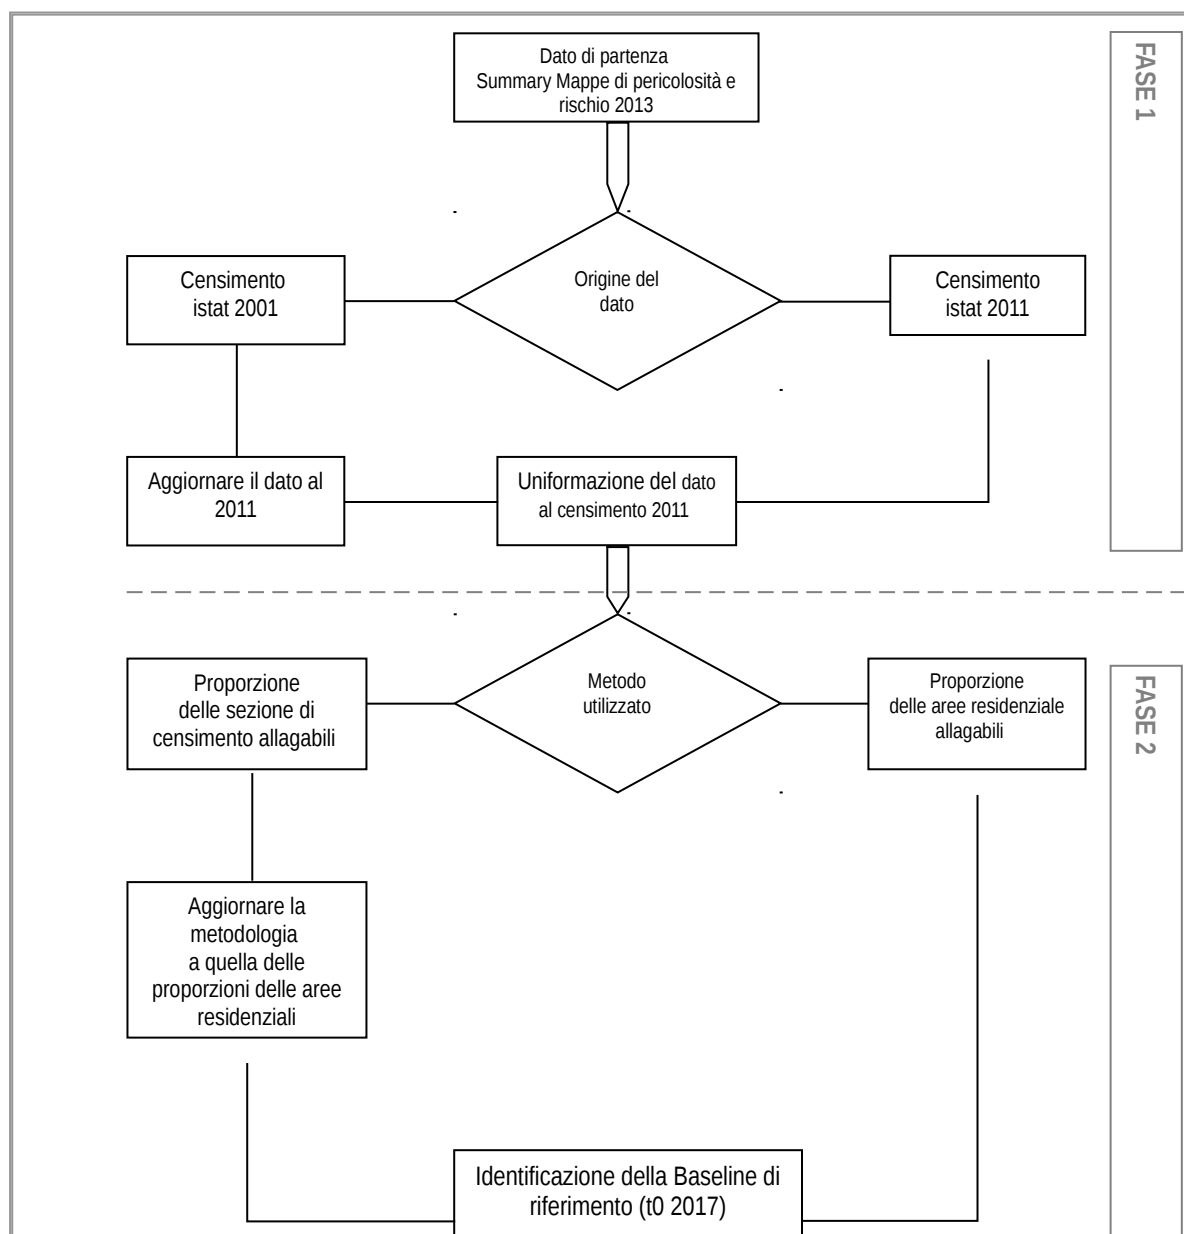 Dato di partenza
Summary Mappe di pericolosità e
rischio 2013
FASE 1
Origine del
dato
Censimento
istat 2001
Censimento
istat 2011
Aggiornare il dato al
2011
Uniformazione del dato
al censimento 2011
Metodo
utilizzato
Proporzione
delle sezione di
censimento allagabili
Proporzione
delle aree residenziale
allagabili
FASE 2
Aggiornare la
metodologia
a quella delle
proporzioni delle aree
residenziali
Identificazione della Baseline di
riferimento (t0 2017)